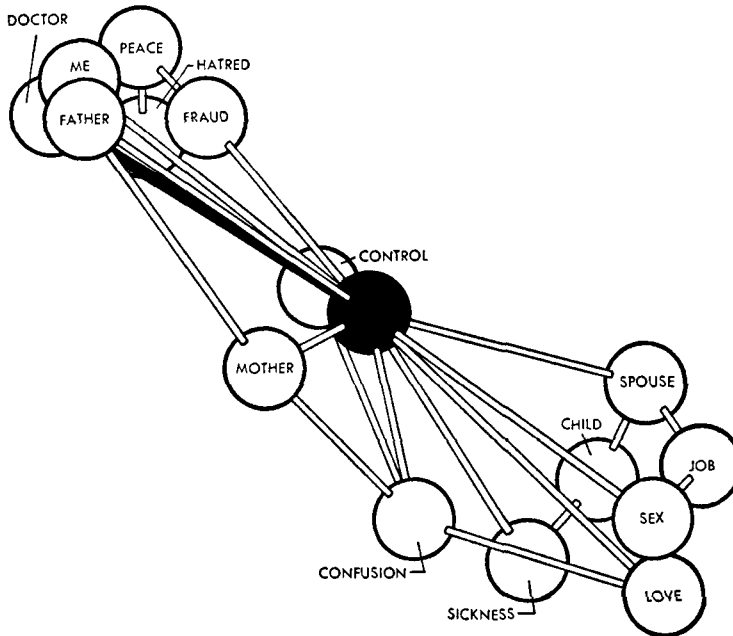 DOCTOR
PEACE
ME
HATRED
FATHER
FRAUD
CONTROL
MOTHER
SPOUSE
CHILD
JOB
SEX
CONFUSION
SICKNESS
LOVE